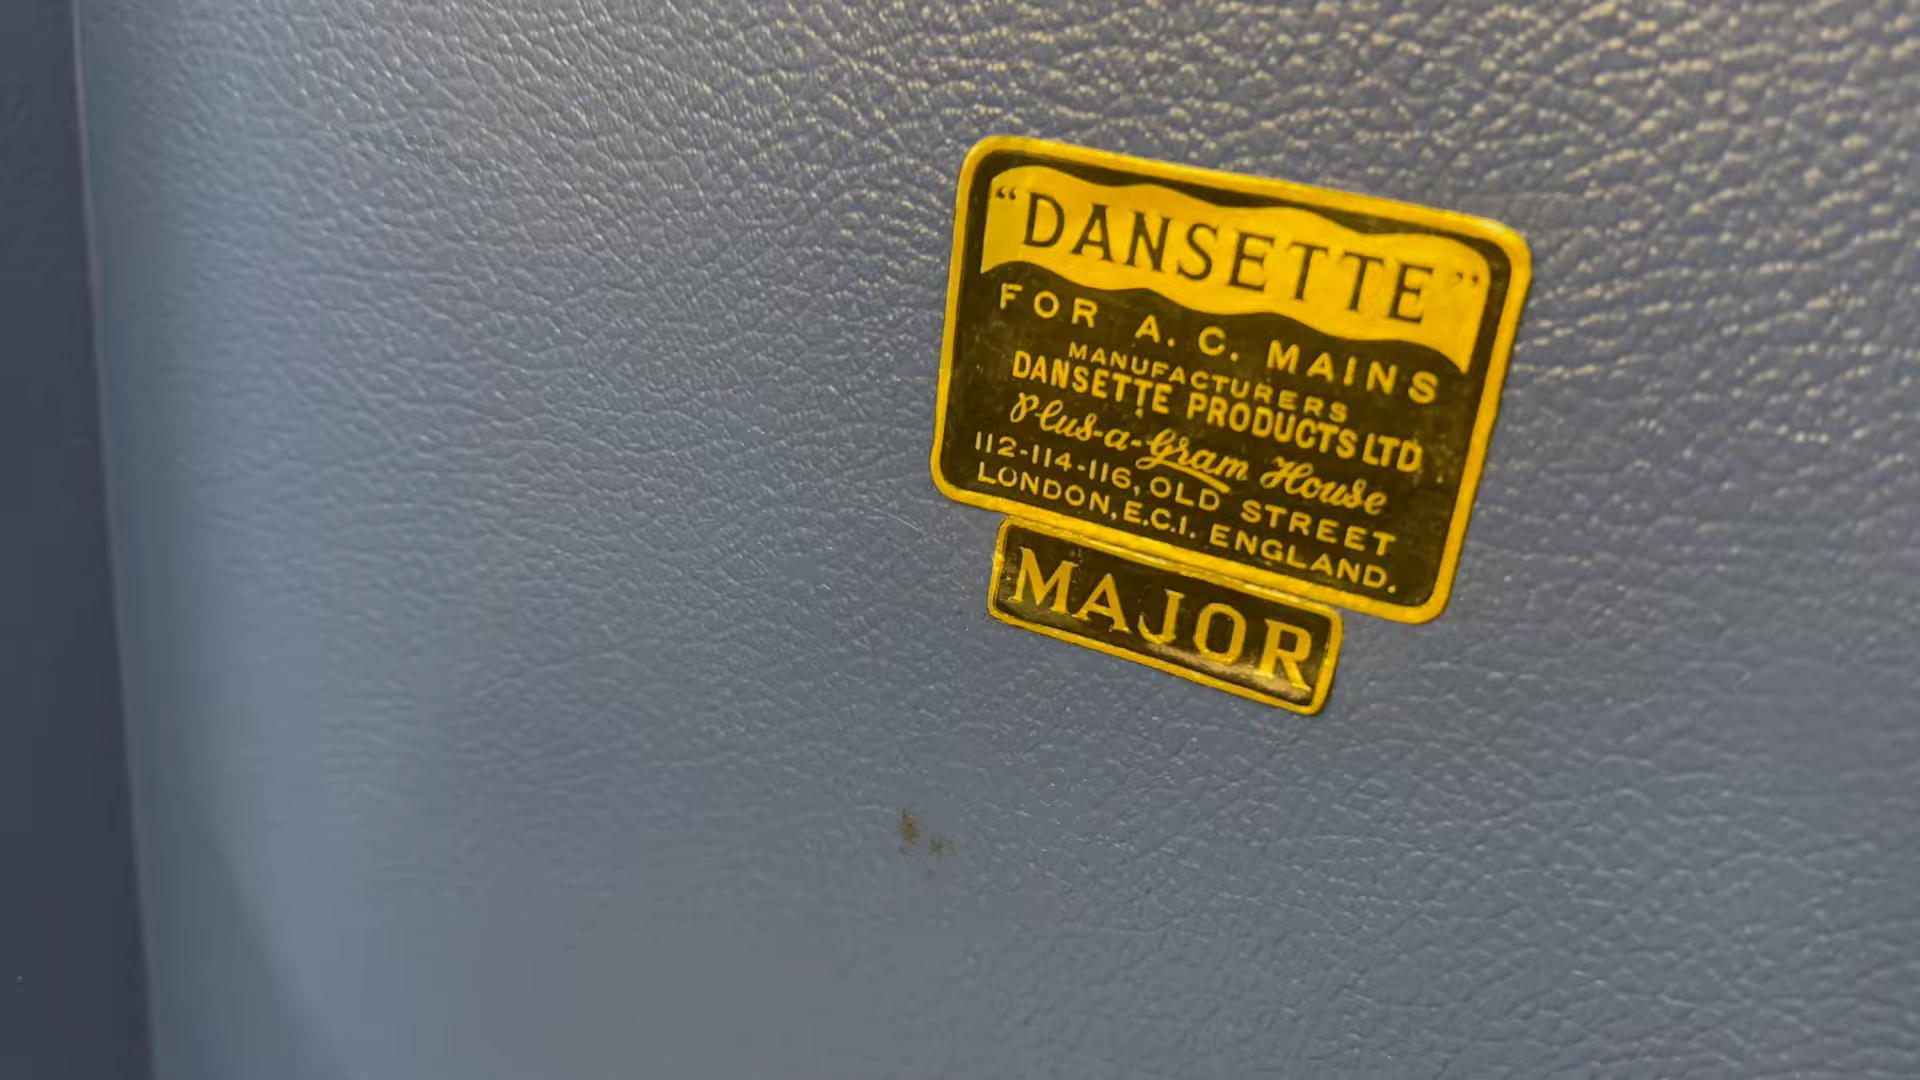 “DANSETTE”
FOR A. C. MAINS
MANUFACTURERS
DANSETTE PRODUCTS LTD
Plus-a-Gram House
112-114-116, OLD STREET
LONDON, E.C.1. ENGLAND.
MAJOR